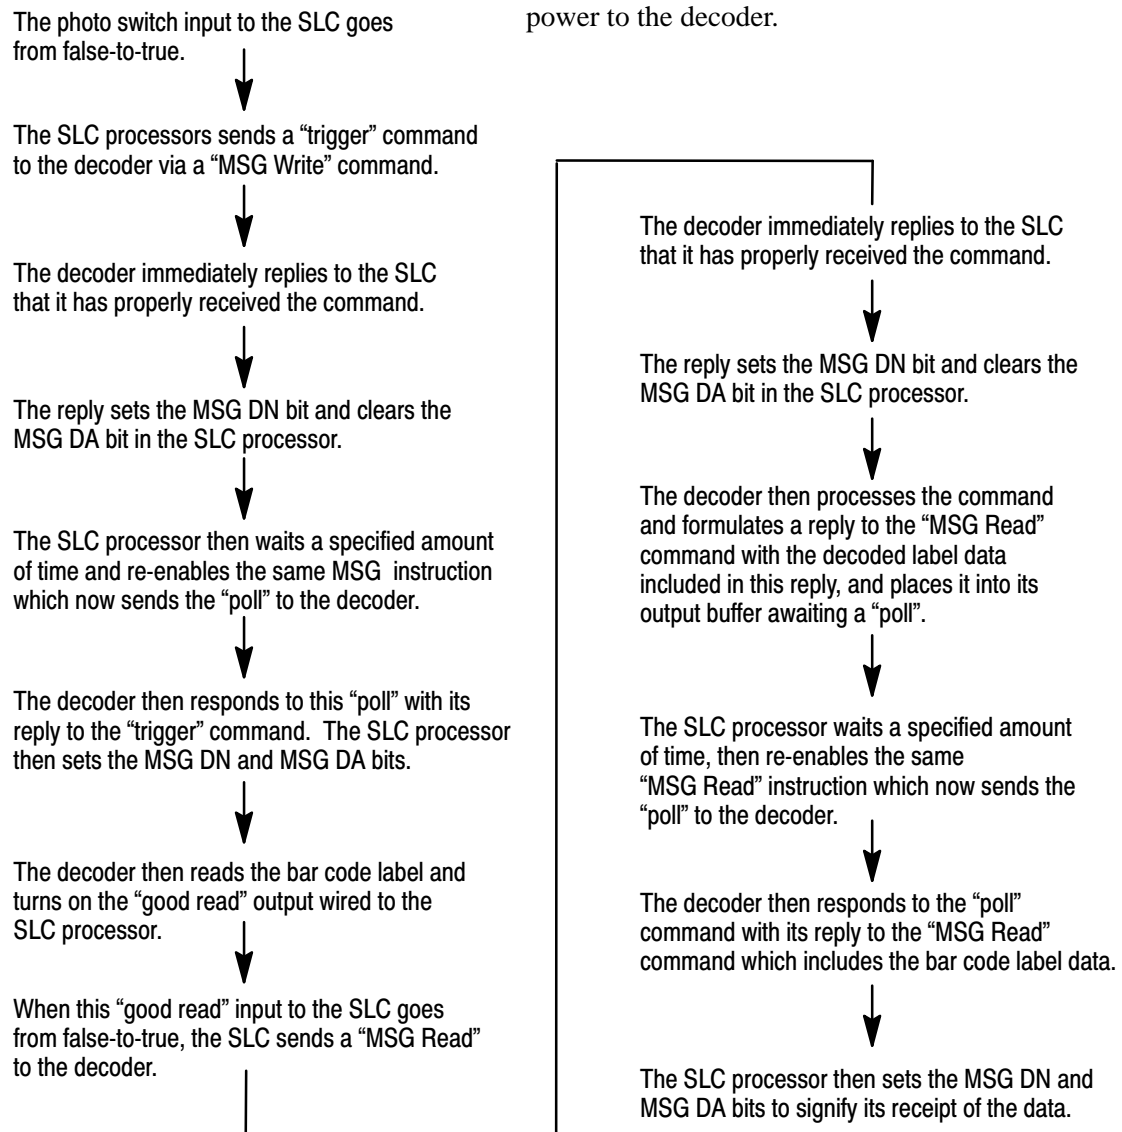 power to the decoder.
The photo switch input to the SLC goes
from false-to-true.
The SLC processors sends a “trigger” command
to the decoder via a “MSG Write” command.
The decoder immediately replies to the SLC
that it has properly received the command.
The reply sets the MSG DN bit and clears the
MSG DA bit in the SLC processor.
The SLC processor then waits a specified amount
of time and re-enables the same MSG instruction
which now sends the “poll” to the decoder.
The decoder then responds to this “poll” with its
reply to the “trigger” command. The SLC processor
then sets the MSG DN and MSG DA bits.
The decoder then reads the bar code label and
turns on the “good read” output wired to the
SLC processor.
When this “good read” input to the SLC goes
from false-to-true, the SLC sends a “MSG Read”
to the decoder.
The decoder immediately replies to the SLC
that it has properly received the command.
The reply sets the MSG DN bit and clears the
MSG DA bit in the SLC processor.
The decoder then processes the command
and formulates a reply to the “MSG Read”
command with the decoded label data
included in this reply, and places it into its
output buffer awaiting a “poll”.
The SLC processor waits a specified amount
of time, then re-enables the same
“MSG Read” instruction which now sends the
“poll” to the decoder.
The decoder then responds to the “poll”
command with its reply to the “MSG Read”
command which includes the bar code label data.
The SLC processor then sets the MSG DN and
MSG DA bits to signify its receipt of the data.